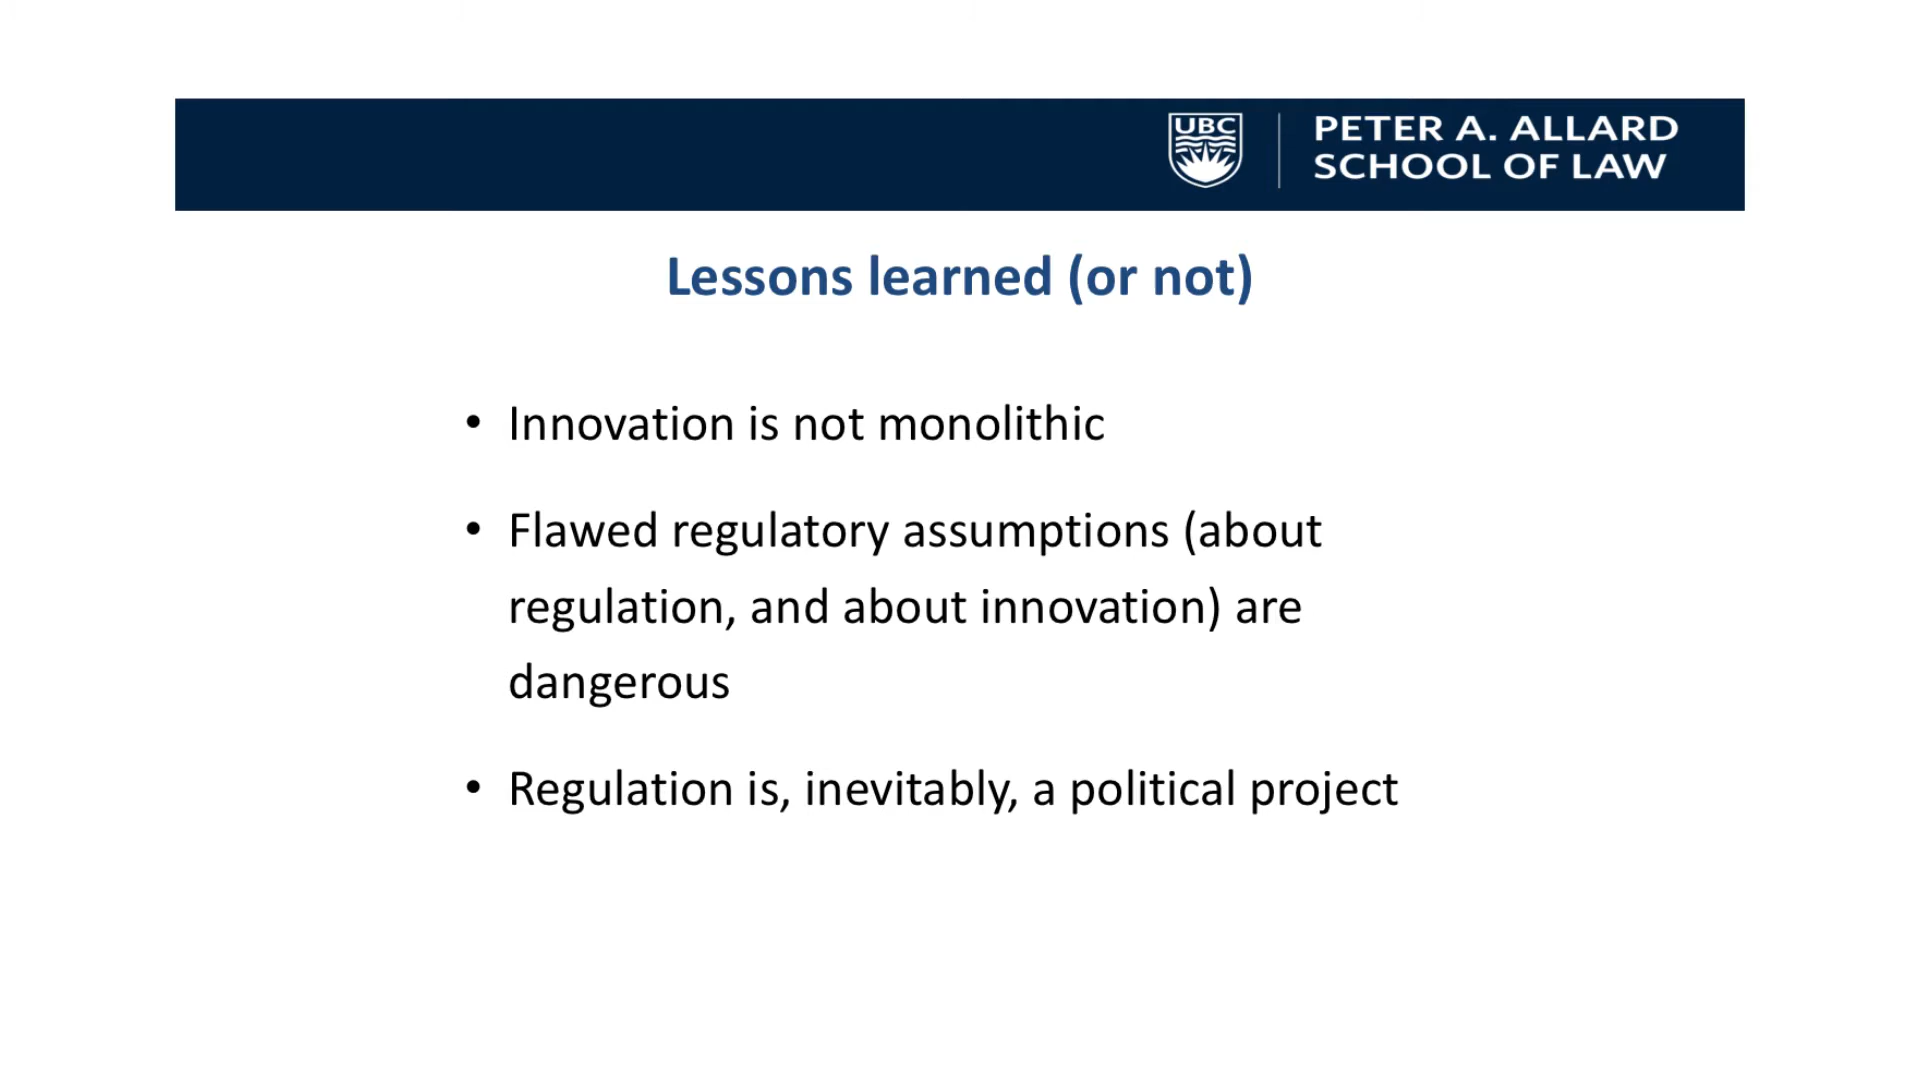 UBC
PETER A. ALLARD
SCHOOL OF LAW
Lessons learned (or not)
• Innovation is not monolithic
• Flawed regulatory assumptions (about
regulation, and about innovation) are
dangerous
• Regulation is, inevitably, a political project